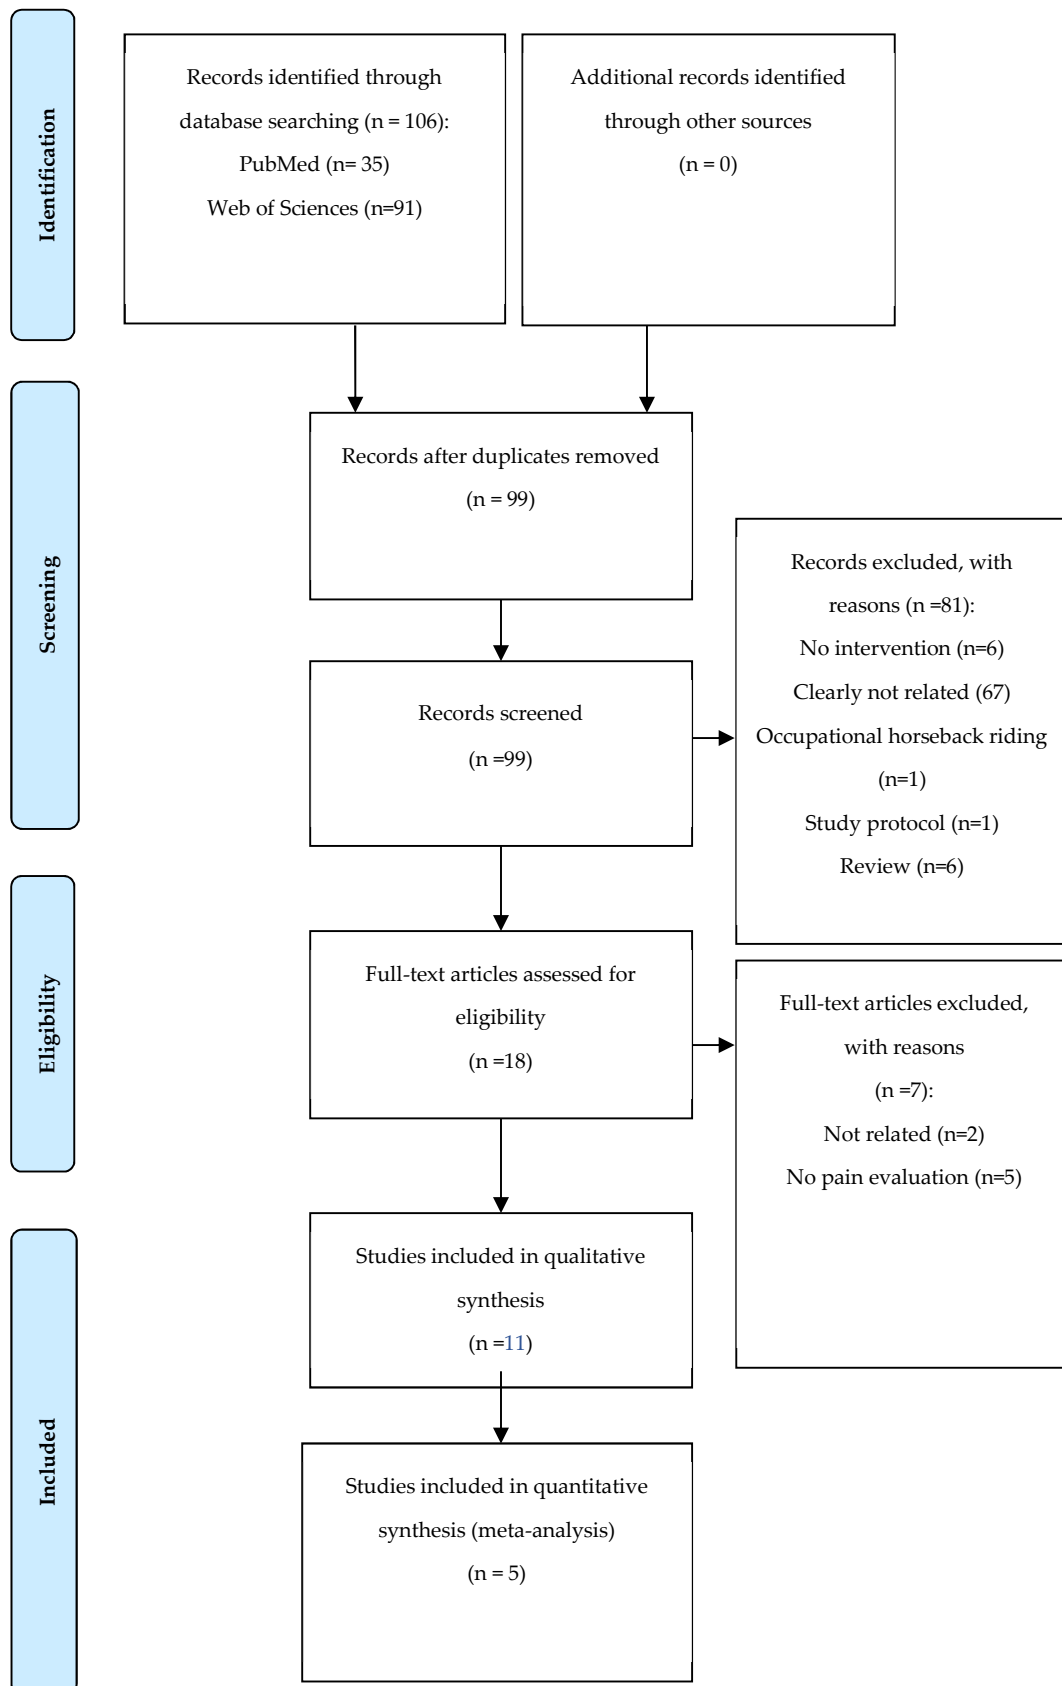 Identification
Records identified through
database searching (n = 106):
PubMed (n= 35)
Web of Sciences (n=91)
Additional records identified
through other sources
(n = 0)
Screening
Records after duplicates removed
(n = 99)
Records screened
(n =99)
Records excluded, with
reasons (n =81):
No intervention (n=6)
Clearly not related (67)
Occupational horseback riding
(n=1)
Study protocol (n=1)
Review (n=6)
Eligibility
Full-text articles assessed for
eligibility
(n =18)
Full-text articles excluded,
with reasons
(n =7):
Not related (n=2)
No pain evaluation (n=5)
Included
Studies included in qualitative
synthesis
(n =11)
Studies included in quantitative
synthesis (meta-analysis)
(n = 5)